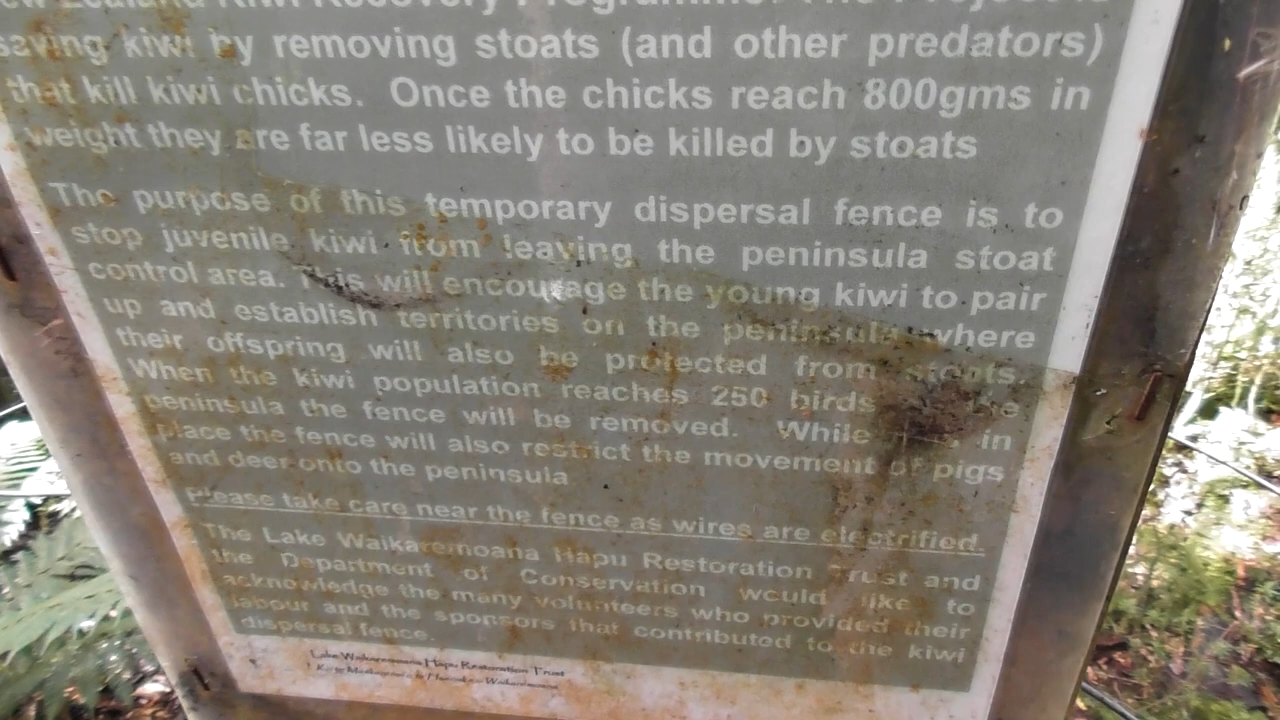 Zealand Kiwi Recovery Programme. The Project is
saving kiwi by removing stoats (and other predators)
that kill kiwi chicks. Once the chicks reach 800gms in
weight they are far less likely to be killed by stoats
The purpose of this temporary dispersal fence is to
stop juvenile kiwi from leaving the peninsula stoat
control area. This will encourage the young kiwi to pair
up and establish territories on the peninsula where
their offspring will also be protected from stoats.
When the kiwi population reaches 250 birds
peninsula the fence will be removed. While in
place the fence will also restrict the movement of pigs
and deer onto the peninsula
Please take care near the fence as wires are electrified.
The Lake Waikaremoana Hapu Restoration Trust and
the Department of Conservation would like to
acknowledge the many volunteers who provided their
labour and the sponsors that contributed to the kiwi
dispersal fence.
Lake Waikaremoana Hapu Restoration Trust